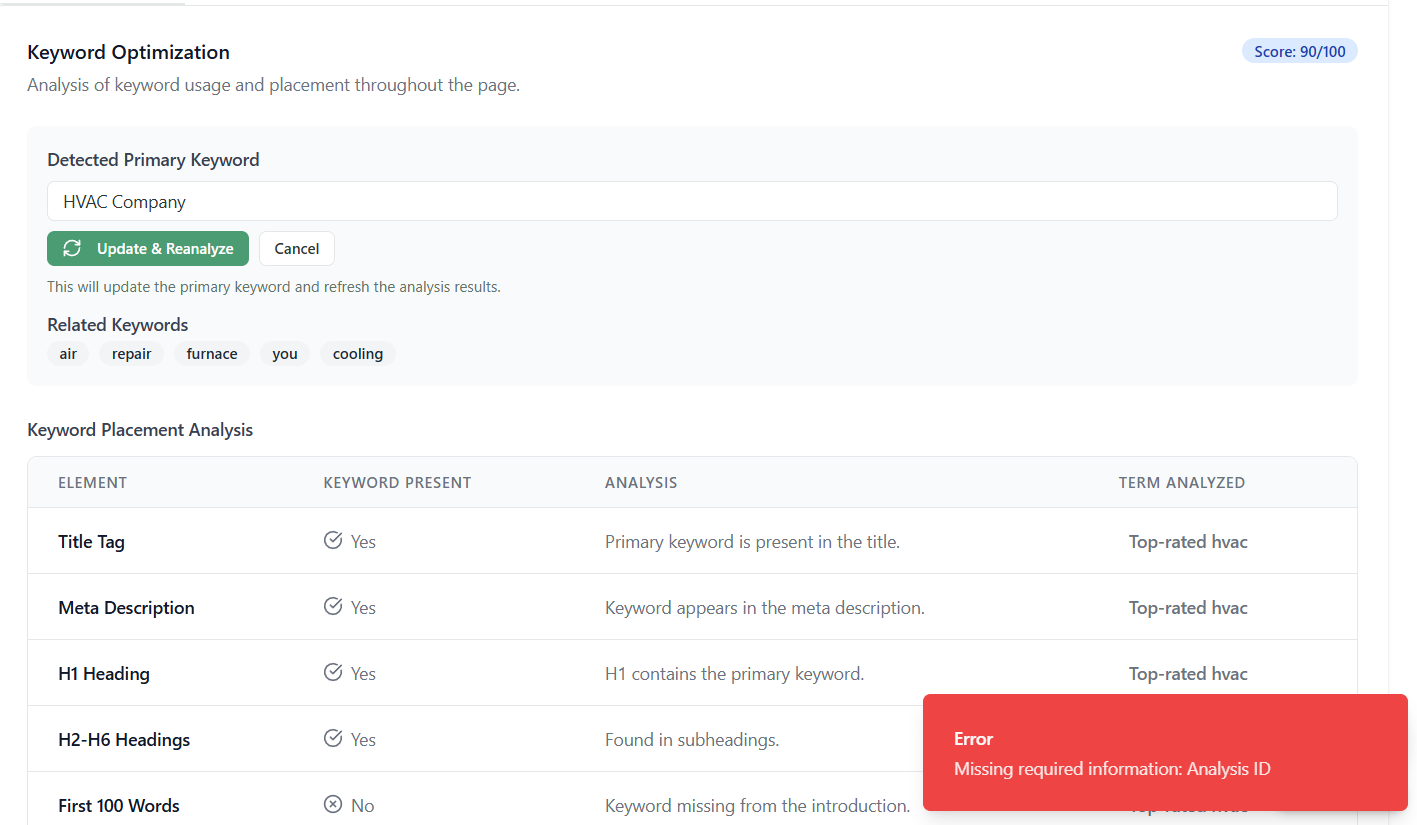 Keyword Optimization
Score: 90/100
Analysis of keyword usage and placement throughout the page.
Detected Primary Keyword
HVAC Company
Update & Reanalyze
Cancel
This will update the primary keyword and refresh the analysis results.
Related Keywords
air repair furnace you cooling
Keyword Placement Analysis
ELEMENT KEYWORD PRESENT ANALYSIS TERM ANALYZED
Title Tag Yes Primary keyword is present in the title. Top-rated hvac
Meta Description Yes Keyword appears in the meta description. Top-rated hvac
H1 Heading Yes H1 contains the primary keyword. Top-rated hvac
H2-H6 Headings Yes Found in subheadings.
Error
Missing required information: Analysis ID
First 100 Words No Keyword missing from the introduction.